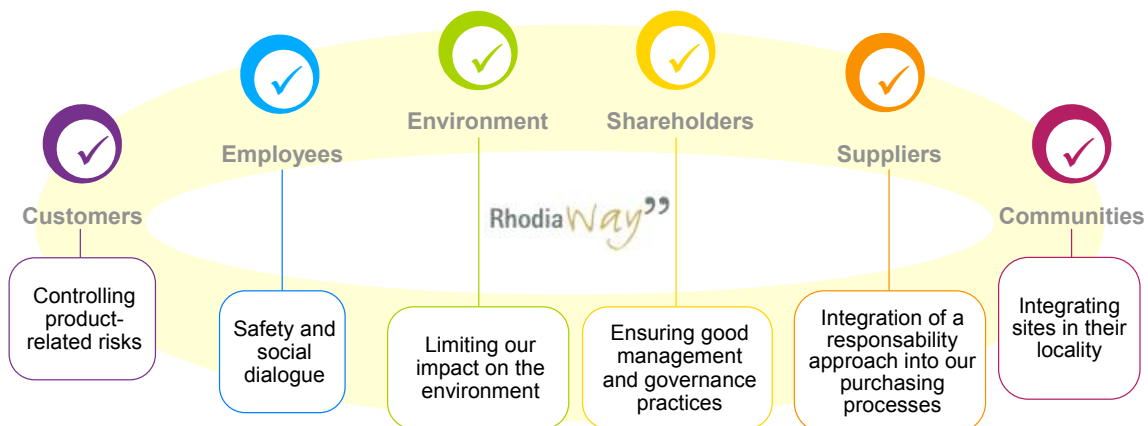 Customers
Controlling
product-
related risks
Employees
Safety and
social
dialogue
Environment
Limiting our
impact on the
environment
Shareholders
Ensuring good
management
and governance
practices
Suppliers
Integration of a
responsability
approach into our
purchasing
processes
Communities
Integrating
sites in their
locality
Rhodia Way”